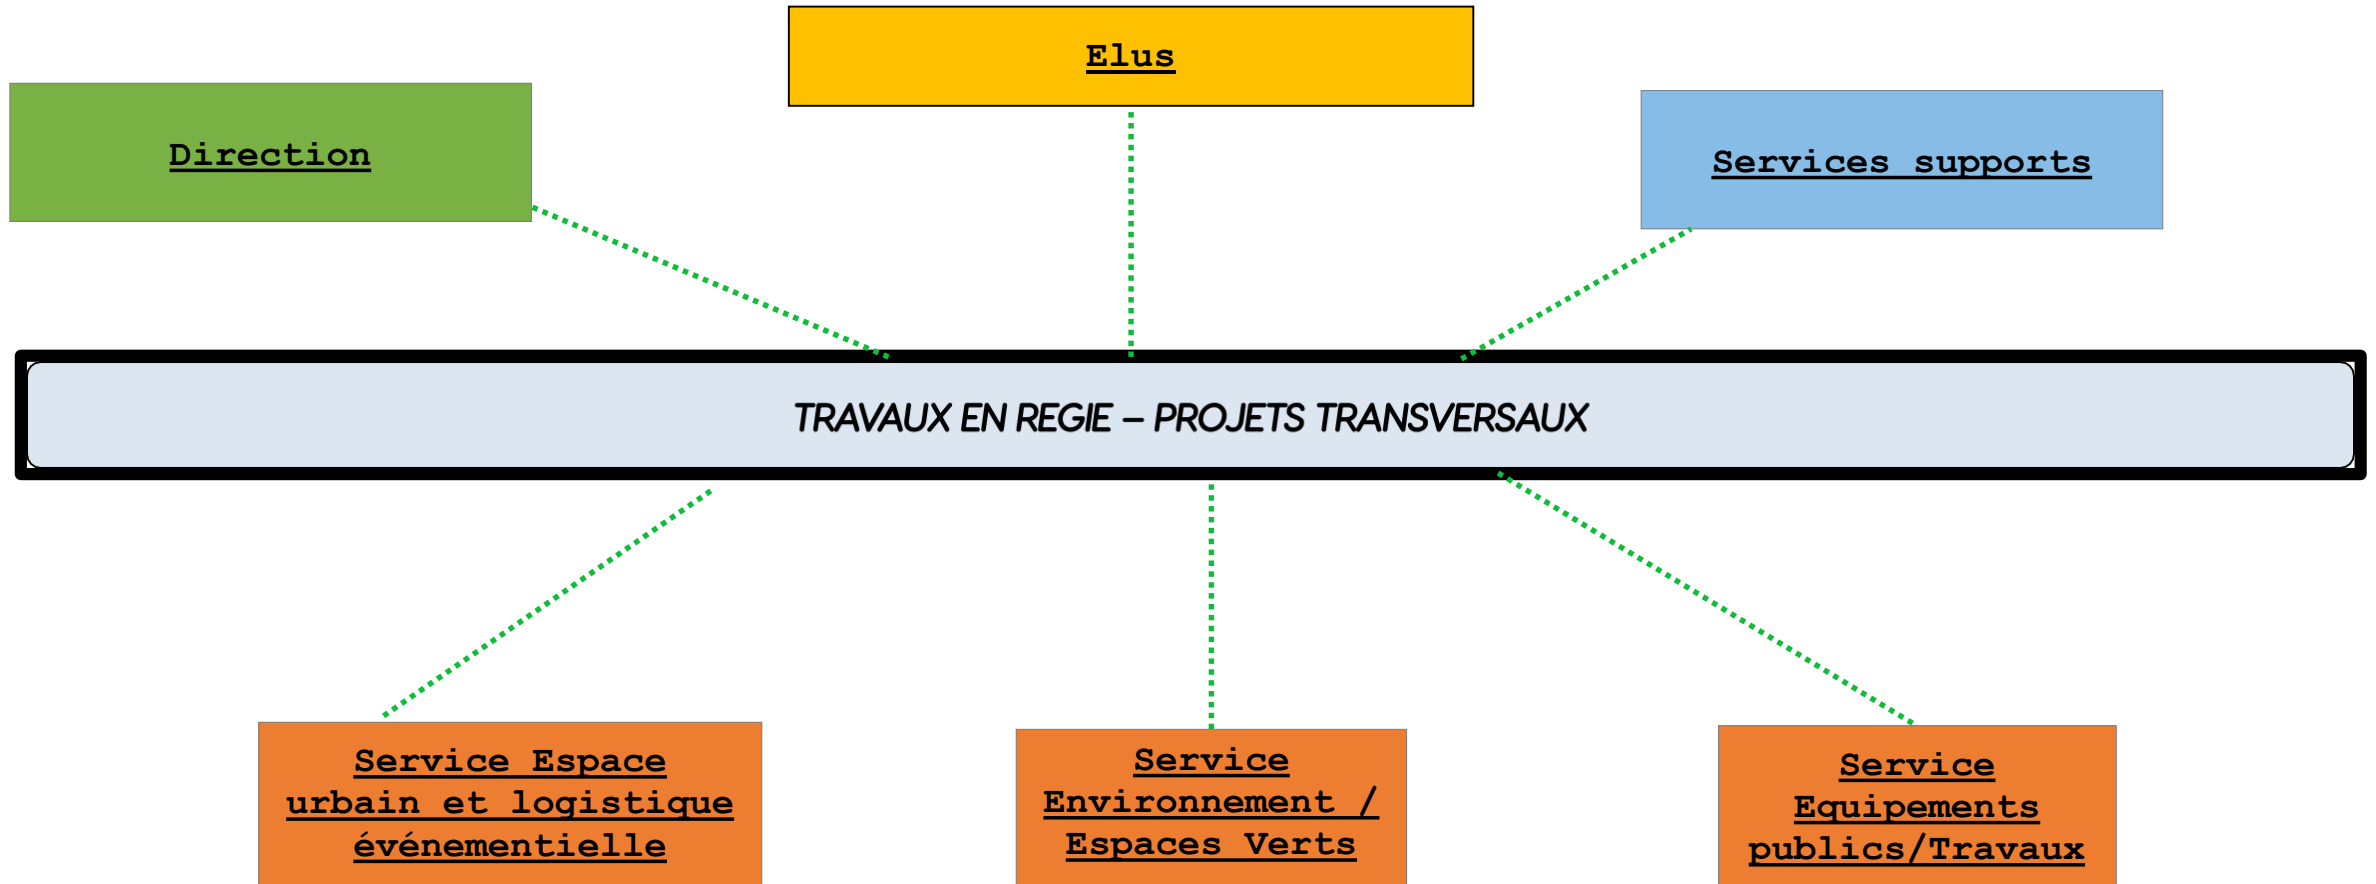 Elus
Direction
Services supports
TRAVAUX EN REGIE – PROJETS TRANSVERSAUX
Service Espace
urbain et logistique
événementielle
Service
Environnement /
Espaces Verts
Service
Equipements
publics/Travaux